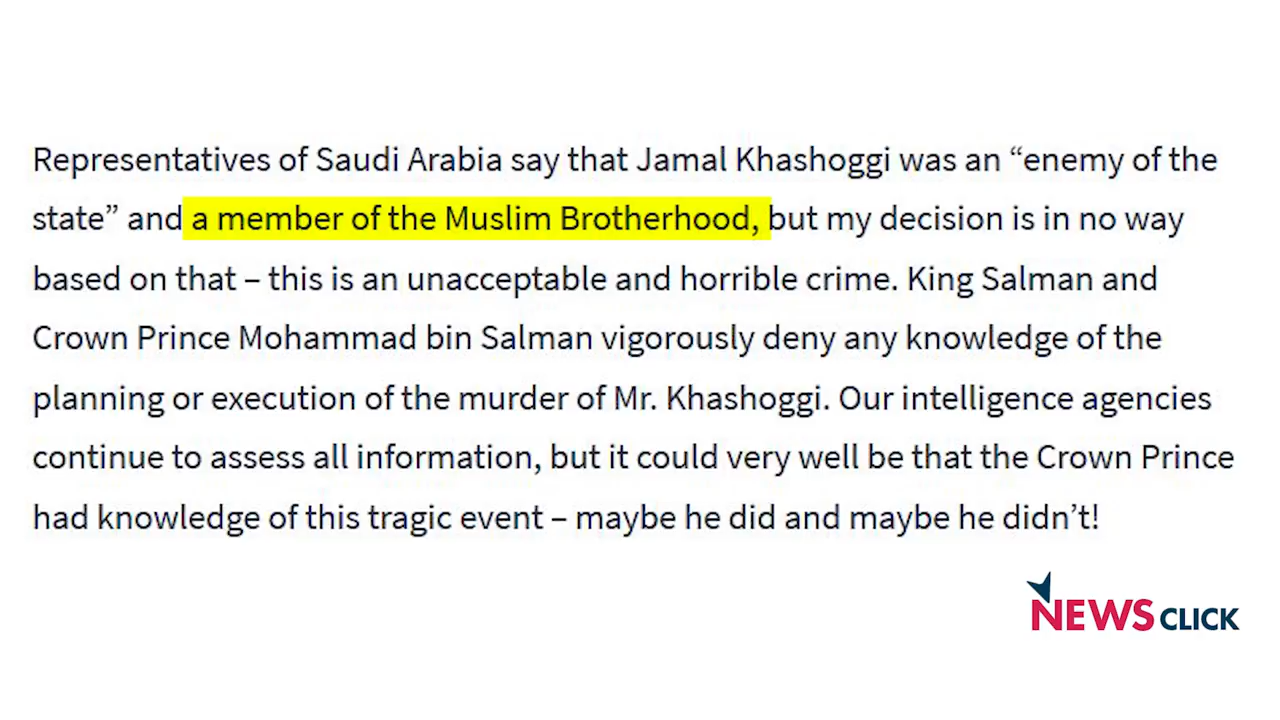 Representatives of Saudi Arabia say that Jamal Khashoggi was an “enemy of the
state” and a member of the Muslim Brotherhood, but my decision is in no way
based on that – this is an unacceptable and horrible crime. King Salman and
Crown Prince Mohammad bin Salman vigorously deny any knowledge of the
planning or execution of the murder of Mr. Khashoggi. Our intelligence agencies
continue to assess all information, but it could very well be that the Crown Prince
had knowledge of this tragic event – maybe he did and maybe he didn’t!
NEWS CLICK